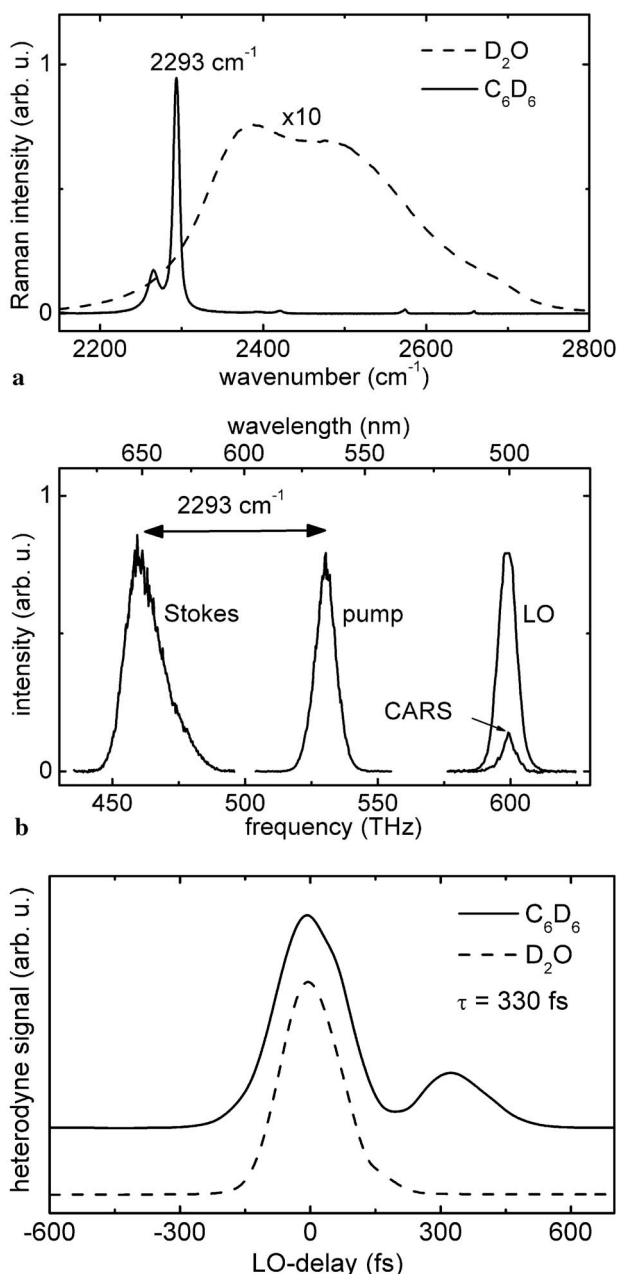 1
2293 cm⁻¹
D₂O
C₆D₆
x10
0
Raman intensity (arb. u.)
2200 2400 2600 2800
wavenumber (cm⁻¹)
a
wavelength (nm)
650 600 550 500
1
2293 cm⁻¹
Stokes
pump
LO
CARS
0
intensity (arb. u.)
450 500 550 600
frequency (THz)
b
C₆D₆
D₂O
τ = 330 fs
heterodyne signal (arb. u.)
-600 -300 0 300 600
LO-delay (fs)